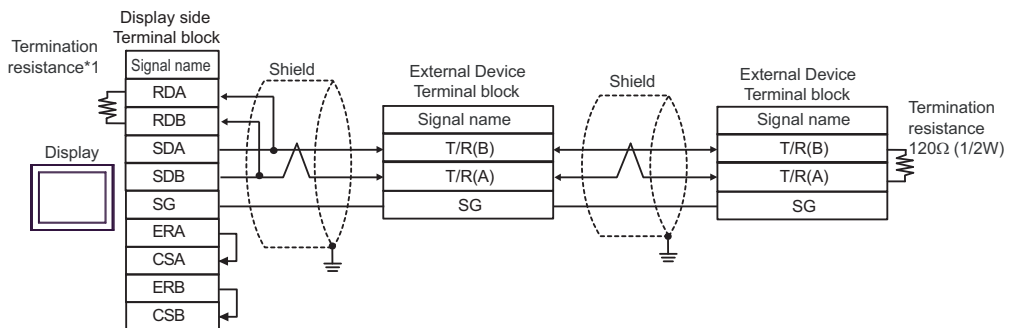 Display side
Terminal block
Termination
resistance*1
Signal name
RDA
RDB
SDA
SDB
SG
ERA
CSA
ERB
CSB
Display
Shield
External Device
Terminal block
Signal name
T/R(B)
T/R(A)
SG
Shield
External Device
Terminal block
Signal name
T/R(B)
T/R(A)
SG
Termination
resistance
120Ω (1/2W)